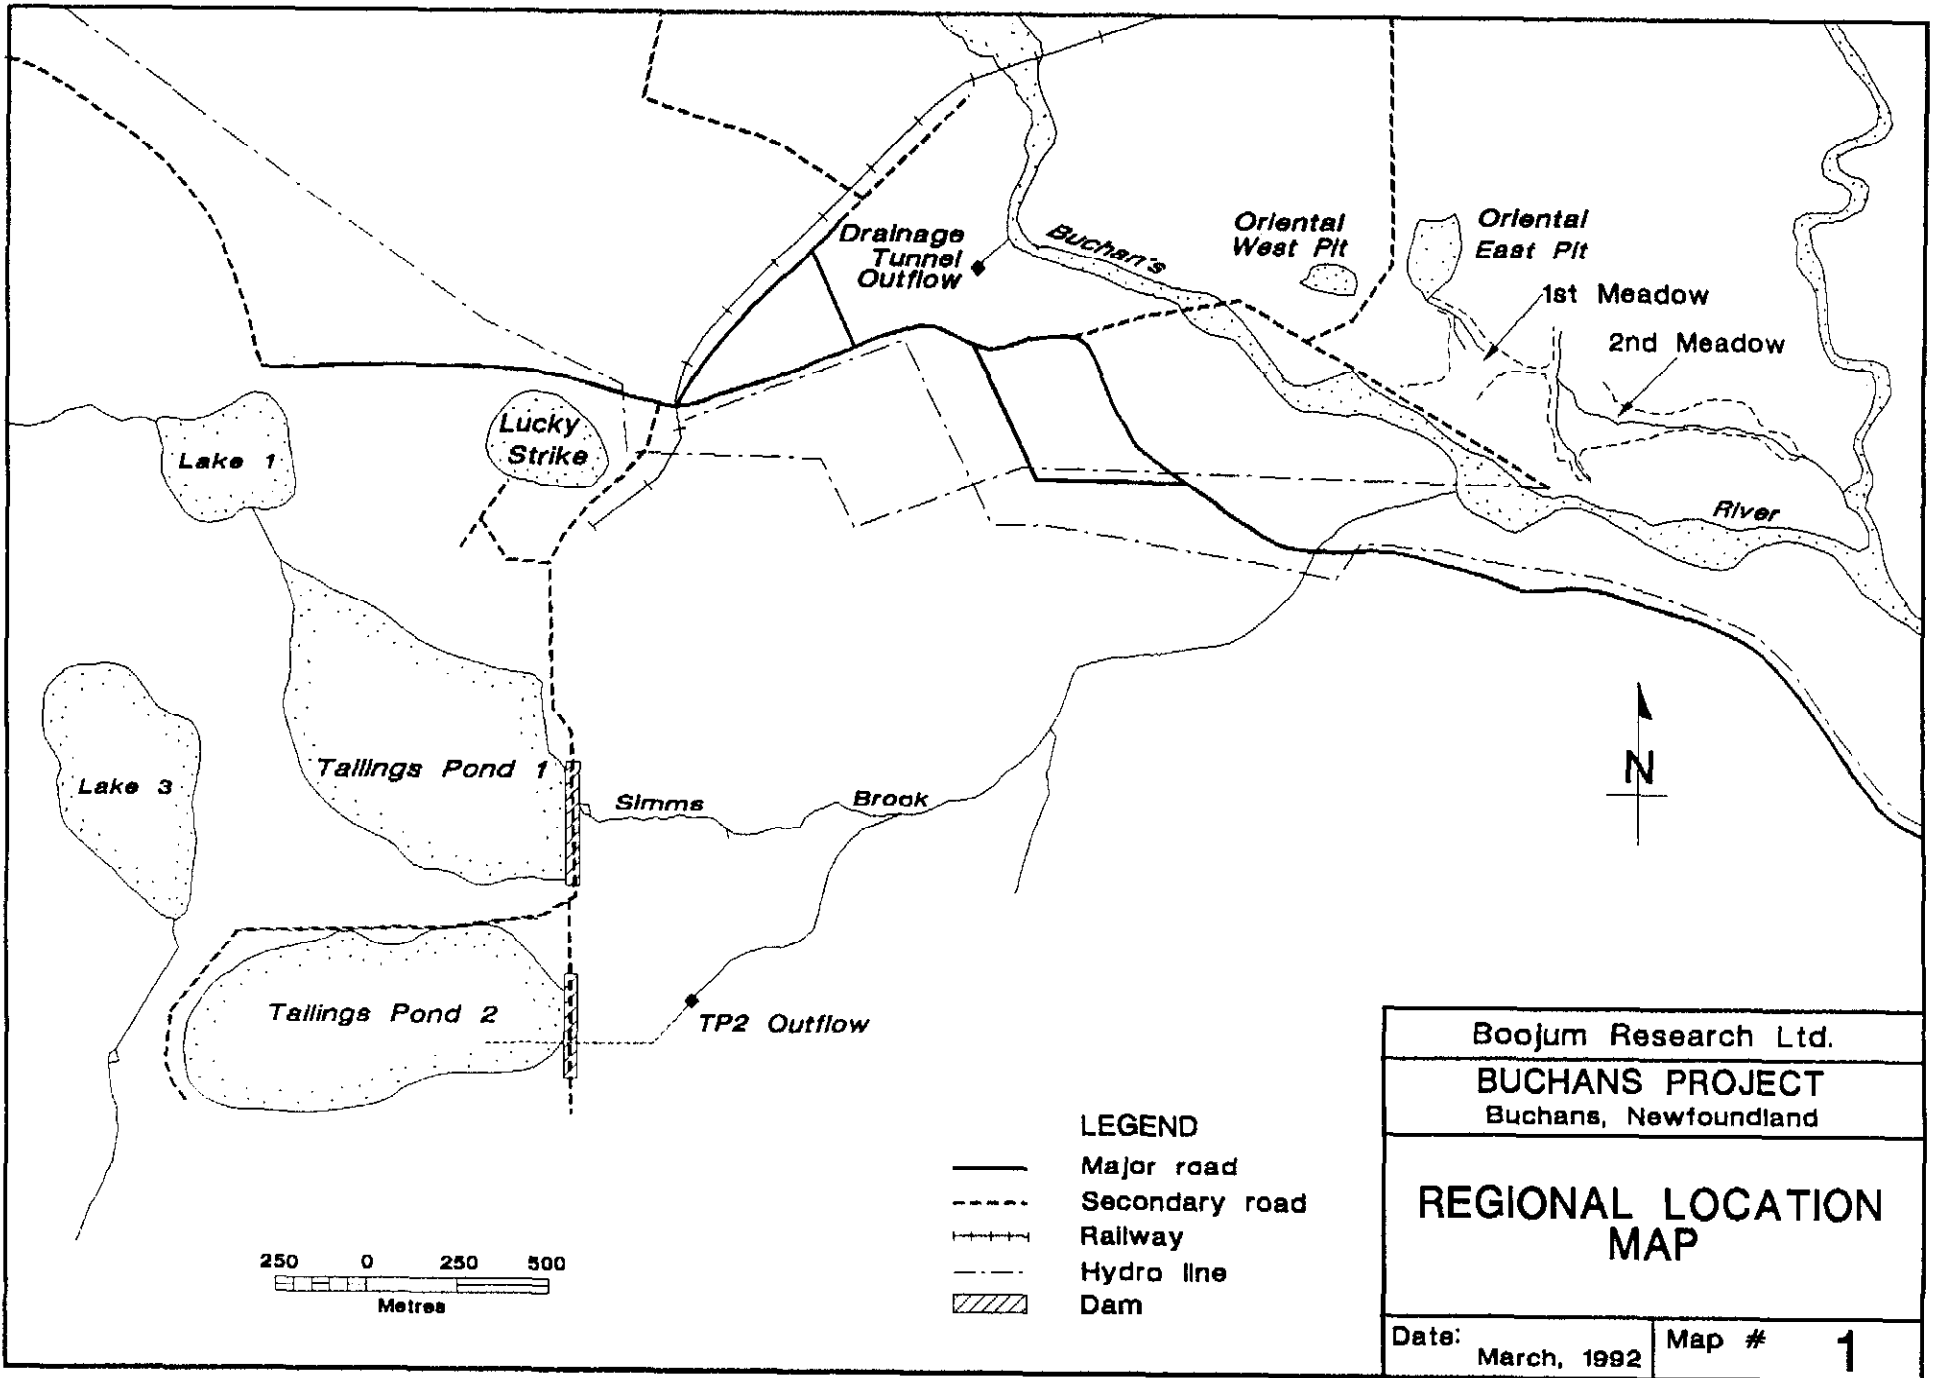 Drainage
Tunnel
Outflow
Buchan's
Oriental
West Pit
Oriental
East Pit
1st Meadow
2nd Meadow
Lake 1
Lucky
Strike
River
Lake 3
Tailings Pond 1
Simms Brook
N
Tailings Pond 2
TP2 Outflow
250 0 250 500
Metres
LEGEND
Major road
Secondary road
Railway
Hydro line
Dam
Boojum Research Ltd.
BUCHANS PROJECT
Buchans, Newfoundland
REGIONAL LOCATION
MAP
Date:
March, 1992
Map # 1